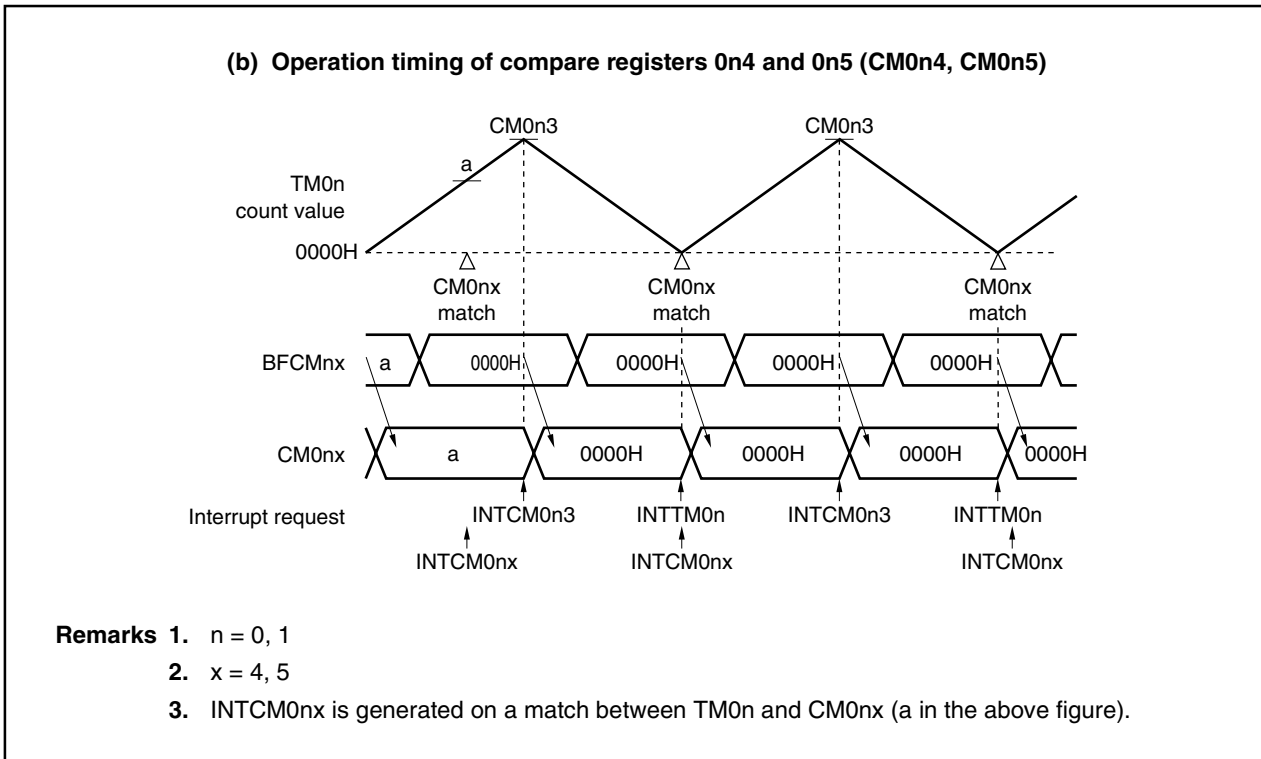 (b) Operation timing of compare registers 0n4 and 0n5 (CM0n4, CM0n5)
CM0n3 CM0n3
a
TM0n
count value
0000H
CM0nx CM0nx CM0nx
match match match
BFCMnx a 0000H 0000H 0000H 0000H
CM0nx a 0000H 0000H 0000H 0000H
Interrupt request INTCM0n3 INTTM0n INTCM0n3 INTTM0n
INTCM0nx INTCM0nx INTCM0nx
Remarks 1. n = 0, 1
2. x = 4, 5
3. INTCM0nx is generated on a match between TM0n and CM0nx (a in the above figure).